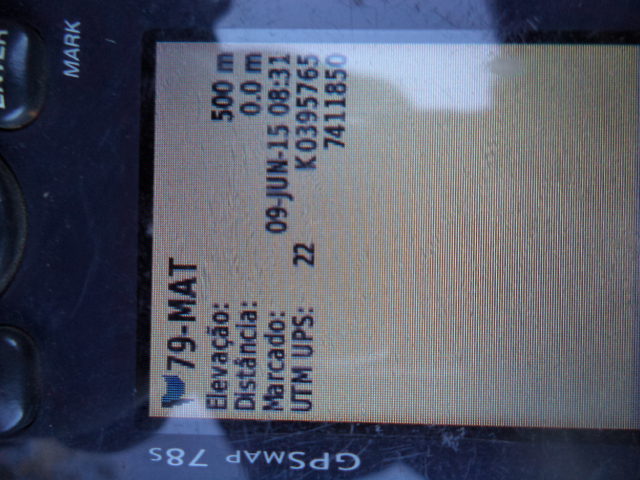 79-MAT
Elevação: 500 m
Distância: 0.0 m
Marcado: 09-JUN-15 08:31
UTM UPS: 22 K 0395765
7411850
MARK
ENTER
GPSMAP 78S